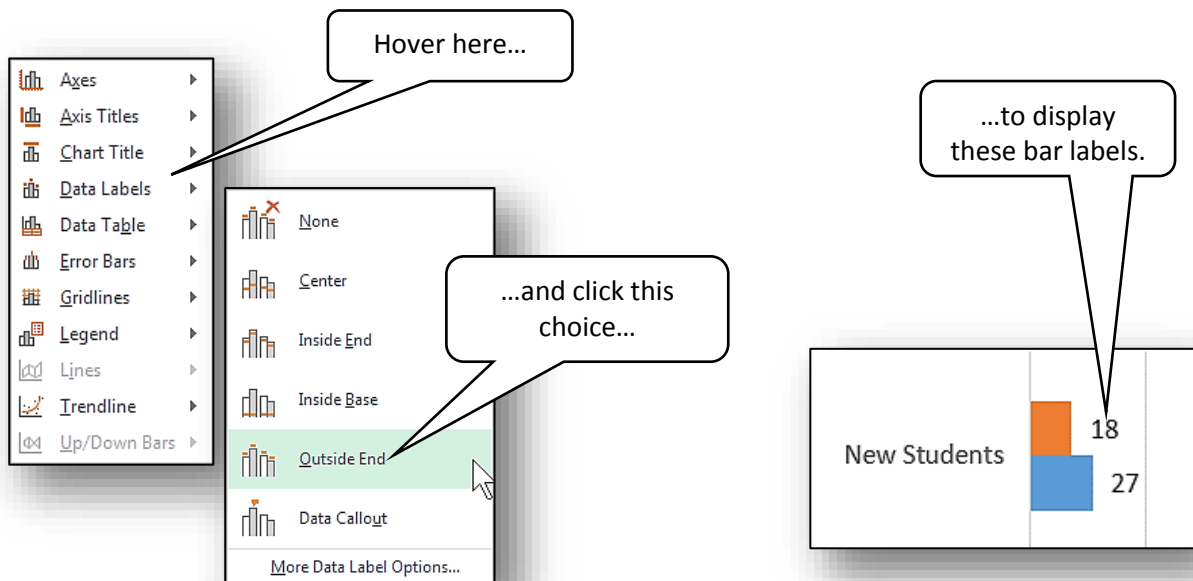 Hover here…
Axes
Axis Titles
Chart Title
Data Labels
Data Table
Error Bars
Gridlines
Legend
Lines
Trendline
Up/Down Bars
None
Center
Inside End
Inside Base
Outside End
Data Callout
More Data Label Options...
…and click this
choice…
…to display
these bar labels.
New Students
18
27